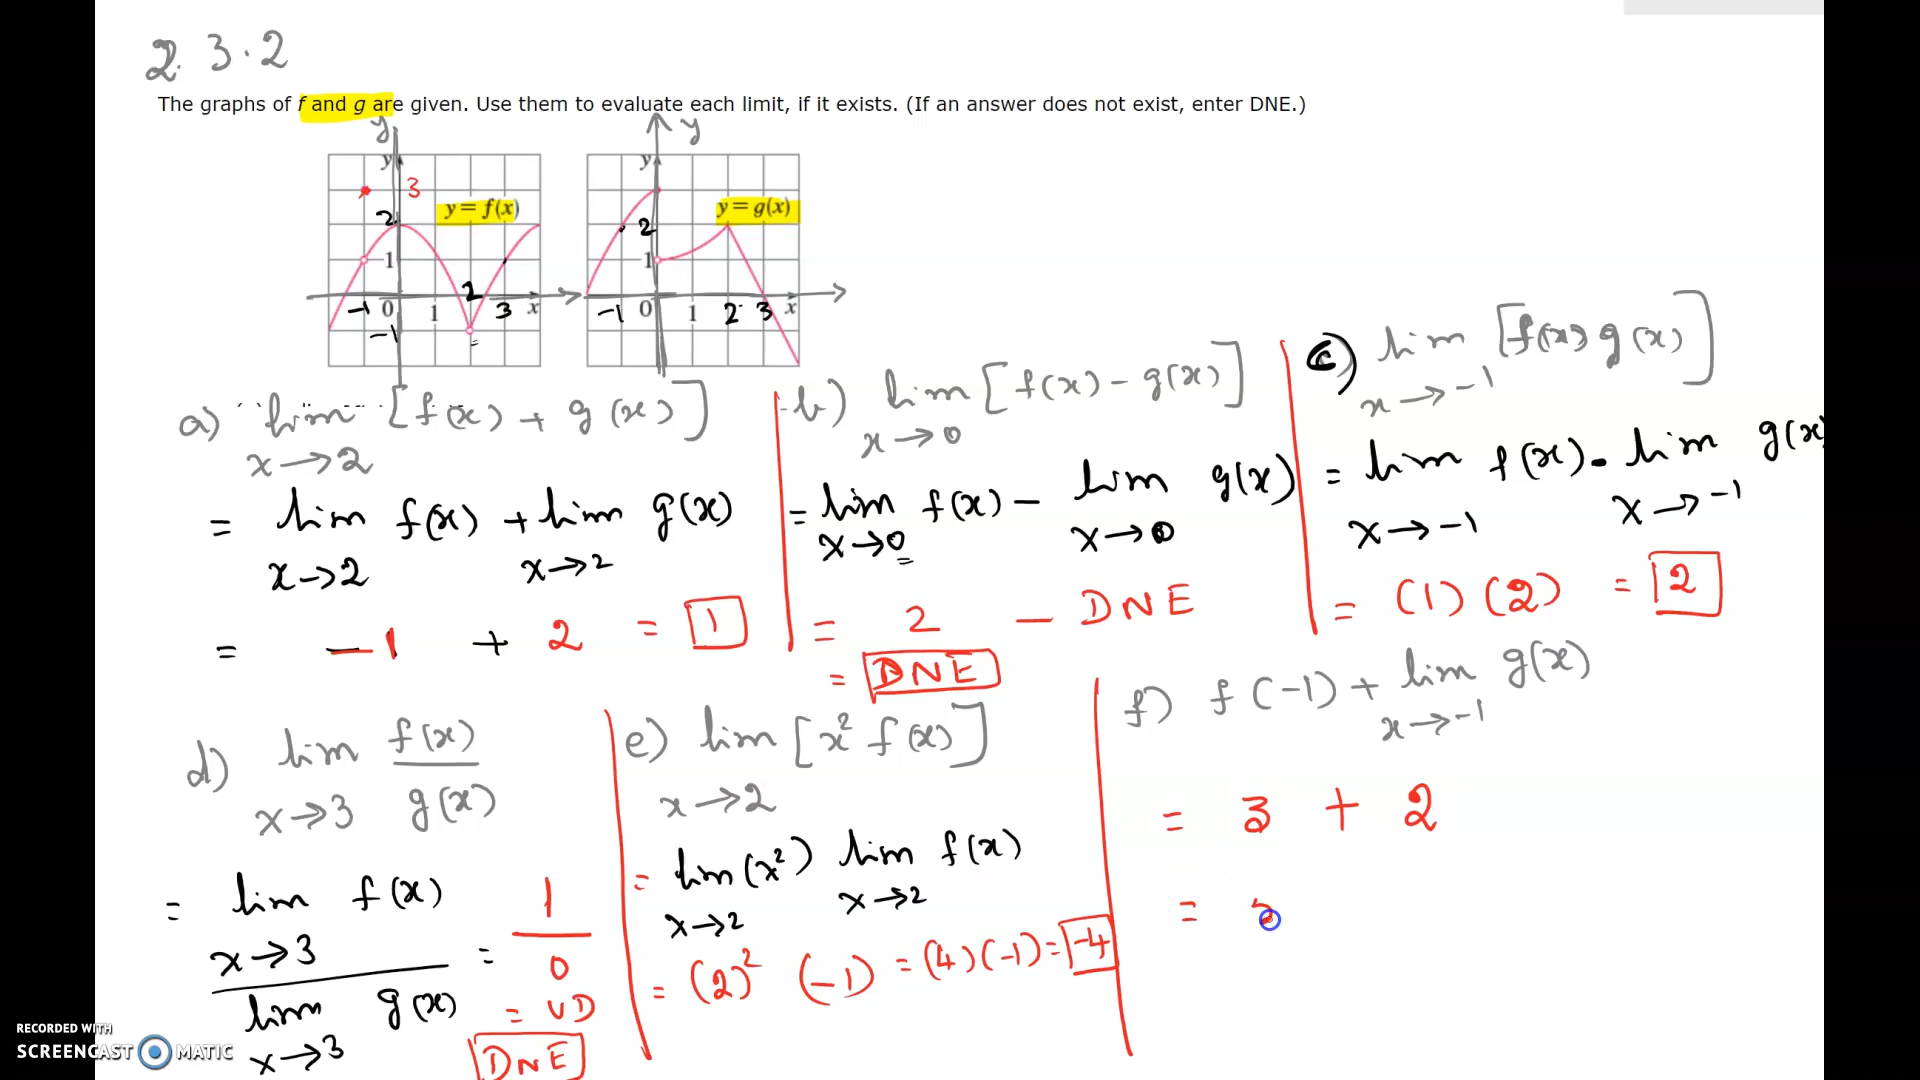 2.3.2
The graphs of f and g are given. Use them to evaluate each limit, if it exists. (If an answer does not exist, enter DNE.)
y y
y 3 2 y = f(x) 1 2 -1 0 1 3 x -1
y 2 y = g(x) 1 -1 0 1 2 3 x
a) lim [f(x) + g(x)]
x→2
= lim f(x) + lim g(x)
x→2 x→2
= -1 + 2 = 1
b) lim [f(x) - g(x)]
x→0
= lim f(x) - lim g(x)
x→0 x→0
= 2 - DNE
= DNE
c) lim [f(x) g(x)]
x→-1
= lim f(x) . lim g(x)
x→-1 x→-1
= (1) (2) = 2
d) lim f(x)
x→3 g(x)
= lim f(x)
x→3
lim g(x)
x→3
= 1
0
= UD
DNE
e) lim [x² f(x)]
x→2
= lim (x²) lim f(x)
x→2 x→2
= (2)² (-1) = (4)(-1) = -4
f) f(-1) + lim g(x)
x→-1
= 3 + 2
=
RECORDED WITH
SCREENCAST MATIC